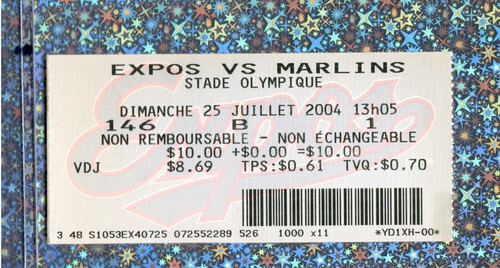 EXPOS VS MARLINS
STADE OLYMPIQUE
DIMANCHE 25 JUILLET 2004 13h05
146 B 1
NON REMBOURSABLE - NON ÉCHANGEABLE
$10.00 +$0.00 =$10.00
VDJ $8.69 TPS:$0.61 TVQ:$0.70
3 48 S1053EX40725 072552289 526 1000 x11 *YD1XH-00*
Expos